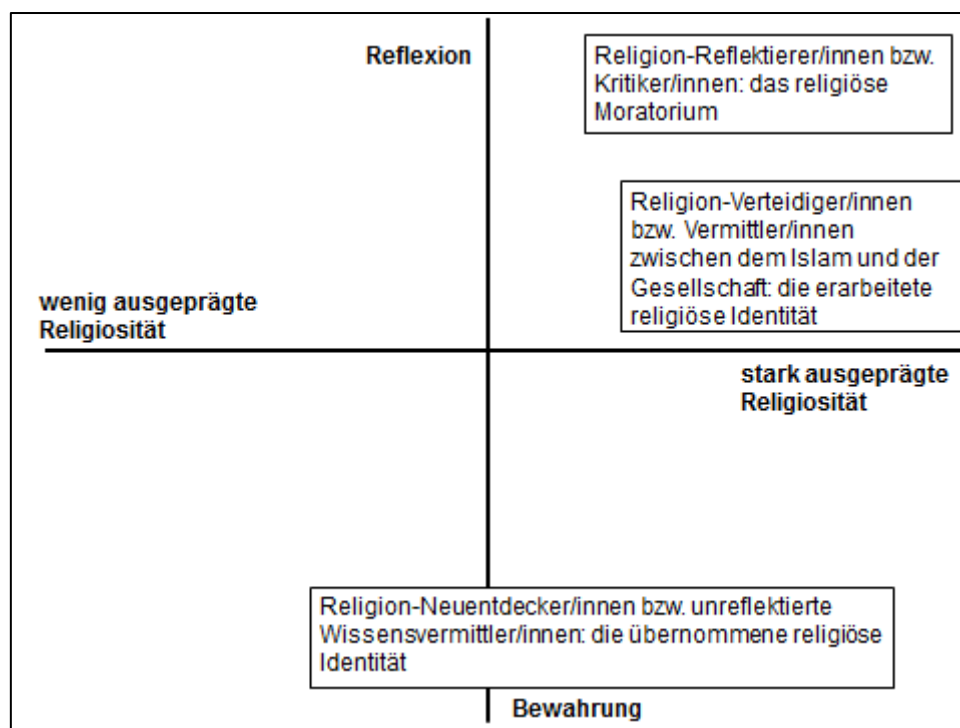 Reflexion
Religion-Reflektierer/innen bzw.
Kritiker/innen: das religiöse
Moratorium
Religion-Verteidiger/innen
bzw. Vermittler/innen
zwischen dem Islam und der
Gesellschaft: die erarbeitete
religiöse Identität
wenig ausgeprägte
Religiosität
stark ausgeprägte
Religiosität
Religion-Neuentdecker/innen bzw. unreflektierte
Wissensvermittler/innen: die übernommene religiöse
Identität
Bewahrung